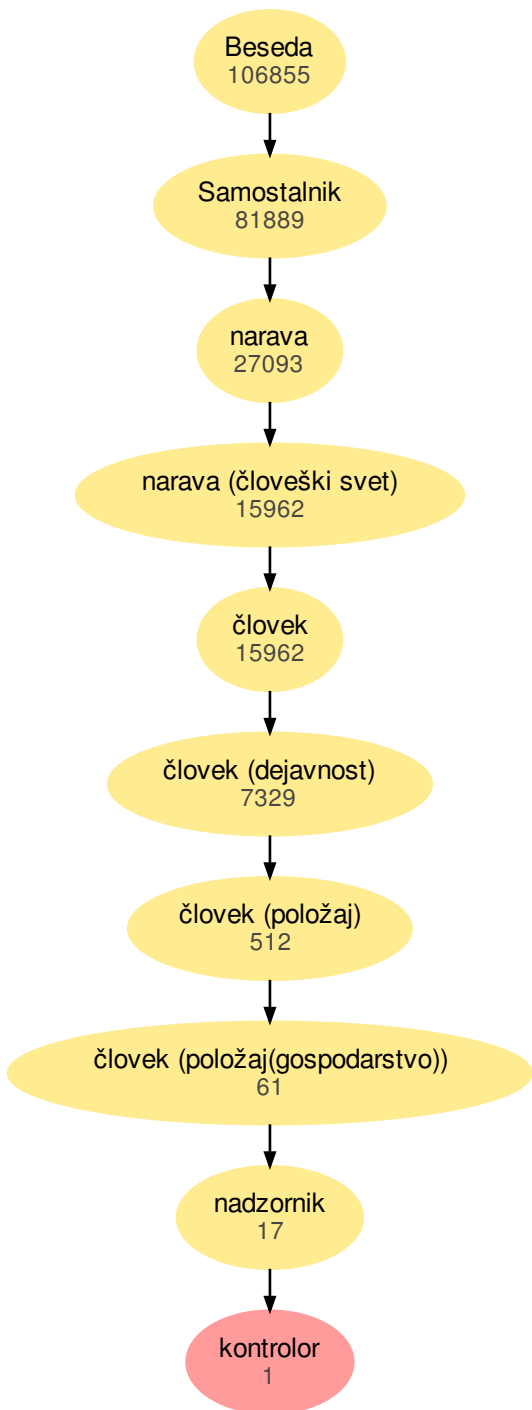 Beseda
106855
Samostalnik
81889
narava
27093
narava (človeški svet)
15962
človek
15962
človek (dejavnost)
7329
človek (položaj)
512
človek (položaj(gospodarstvo))
61
nadzornik
17
kontrolor
1